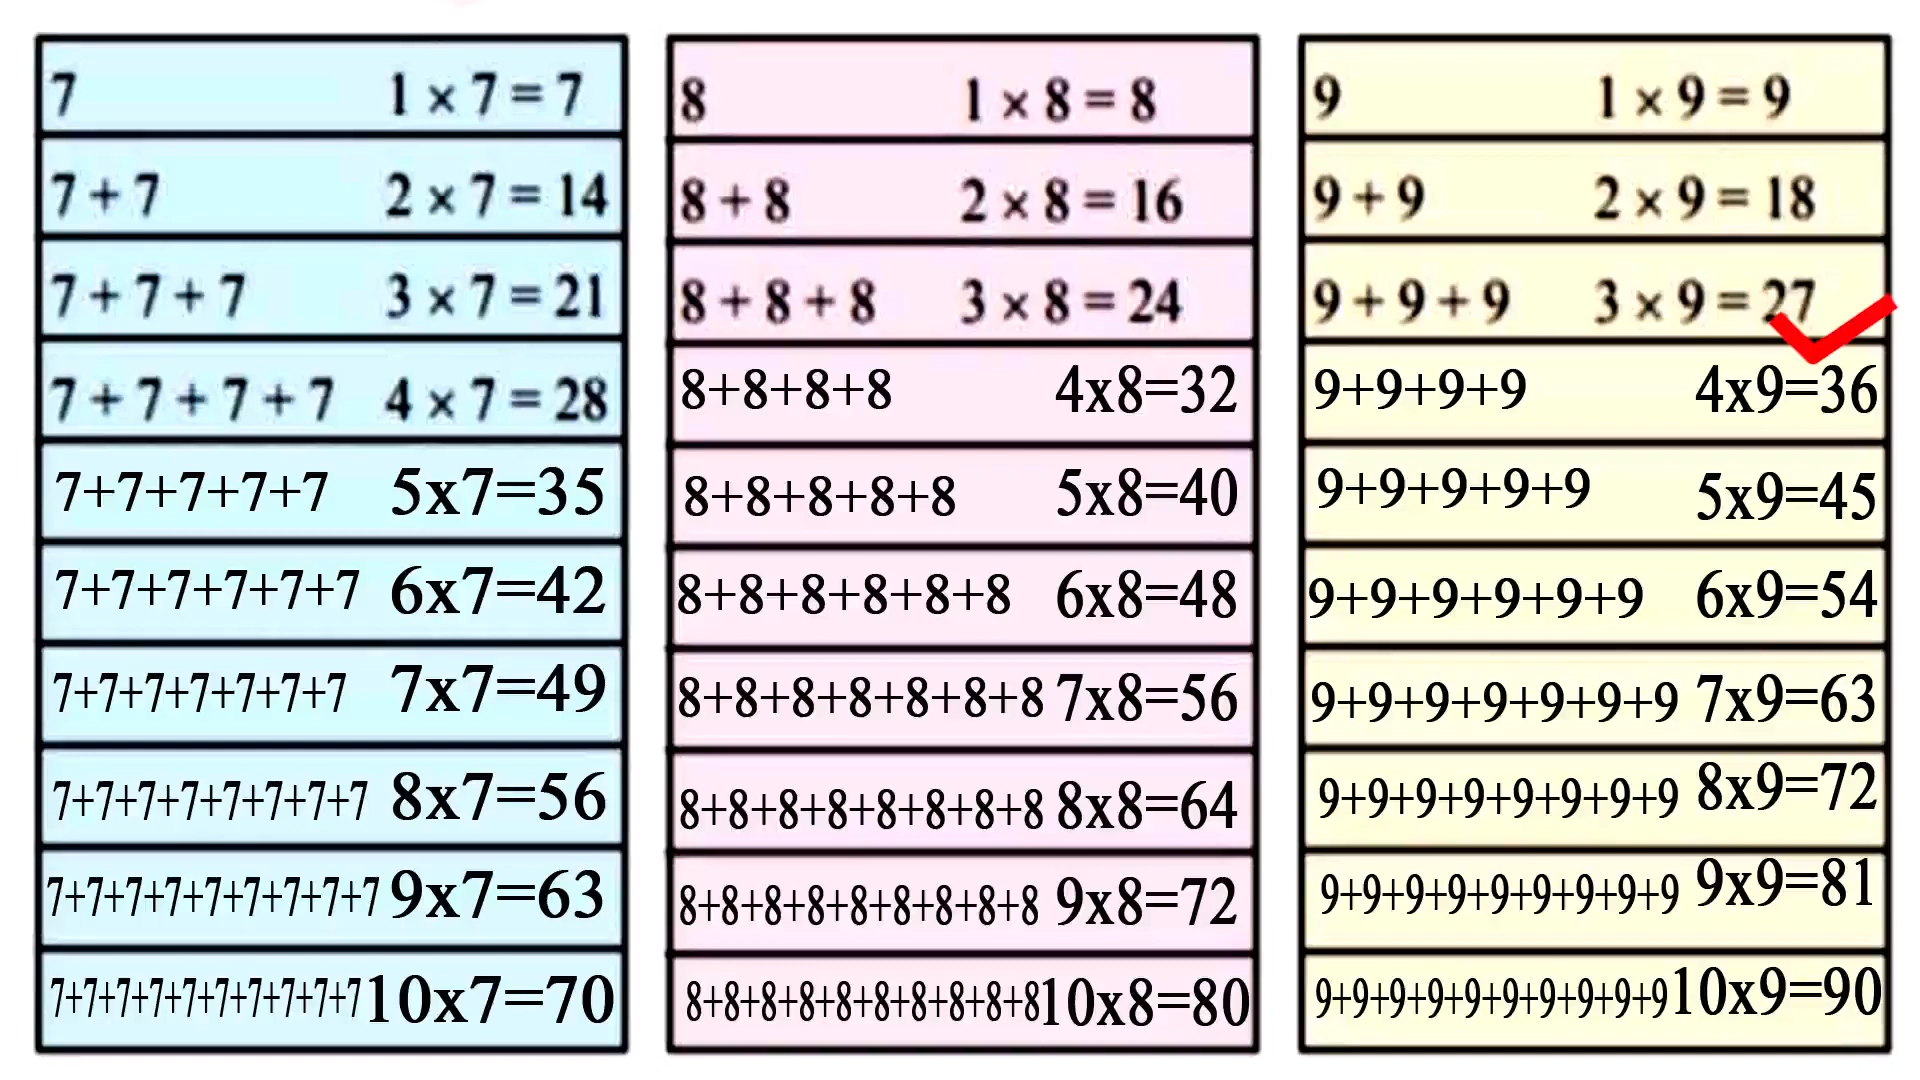 7 1 × 7 = 7
7 + 7 2 × 7 = 14
7 + 7 + 7 3 × 7 = 21
7 + 7 + 7 + 7 4 × 7 = 28
7+7+7+7+7 5x7=35
7+7+7+7+7+7 6x7=42
7+7+7+7+7+7+7 7x7=49
7+7+7+7+7+7+7+7 8x7=56
7+7+7+7+7+7+7+7+7 9x7=63
7+7+7+7+7+7+7+7+7+7 10x7=70
8 1 × 8 = 8
8 + 8 2 × 8 = 16
8 + 8 + 8 3 × 8 = 24
8+8+8+8 4x8=32
8+8+8+8+8 5x8=40
8+8+8+8+8+8 6x8=48
8+8+8+8+8+8+8 7x8=56
8+8+8+8+8+8+8+8 8x8=64
8+8+8+8+8+8+8+8+8 9x8=72
8+8+8+8+8+8+8+8+8+8 10x8=80
9 1 × 9 = 9
9 + 9 2 × 9 = 18
9 + 9 + 9 3 × 9 = 27
9+9+9+9 4x9=36
9+9+9+9+9 5x9=45
9+9+9+9+9+9 6x9=54
9+9+9+9+9+9+9 7x9=63
9+9+9+9+9+9+9+9 8x9=72
9+9+9+9+9+9+9+9+9 9x9=81
9+9+9+9+9+9+9+9+9+9 10x9=90